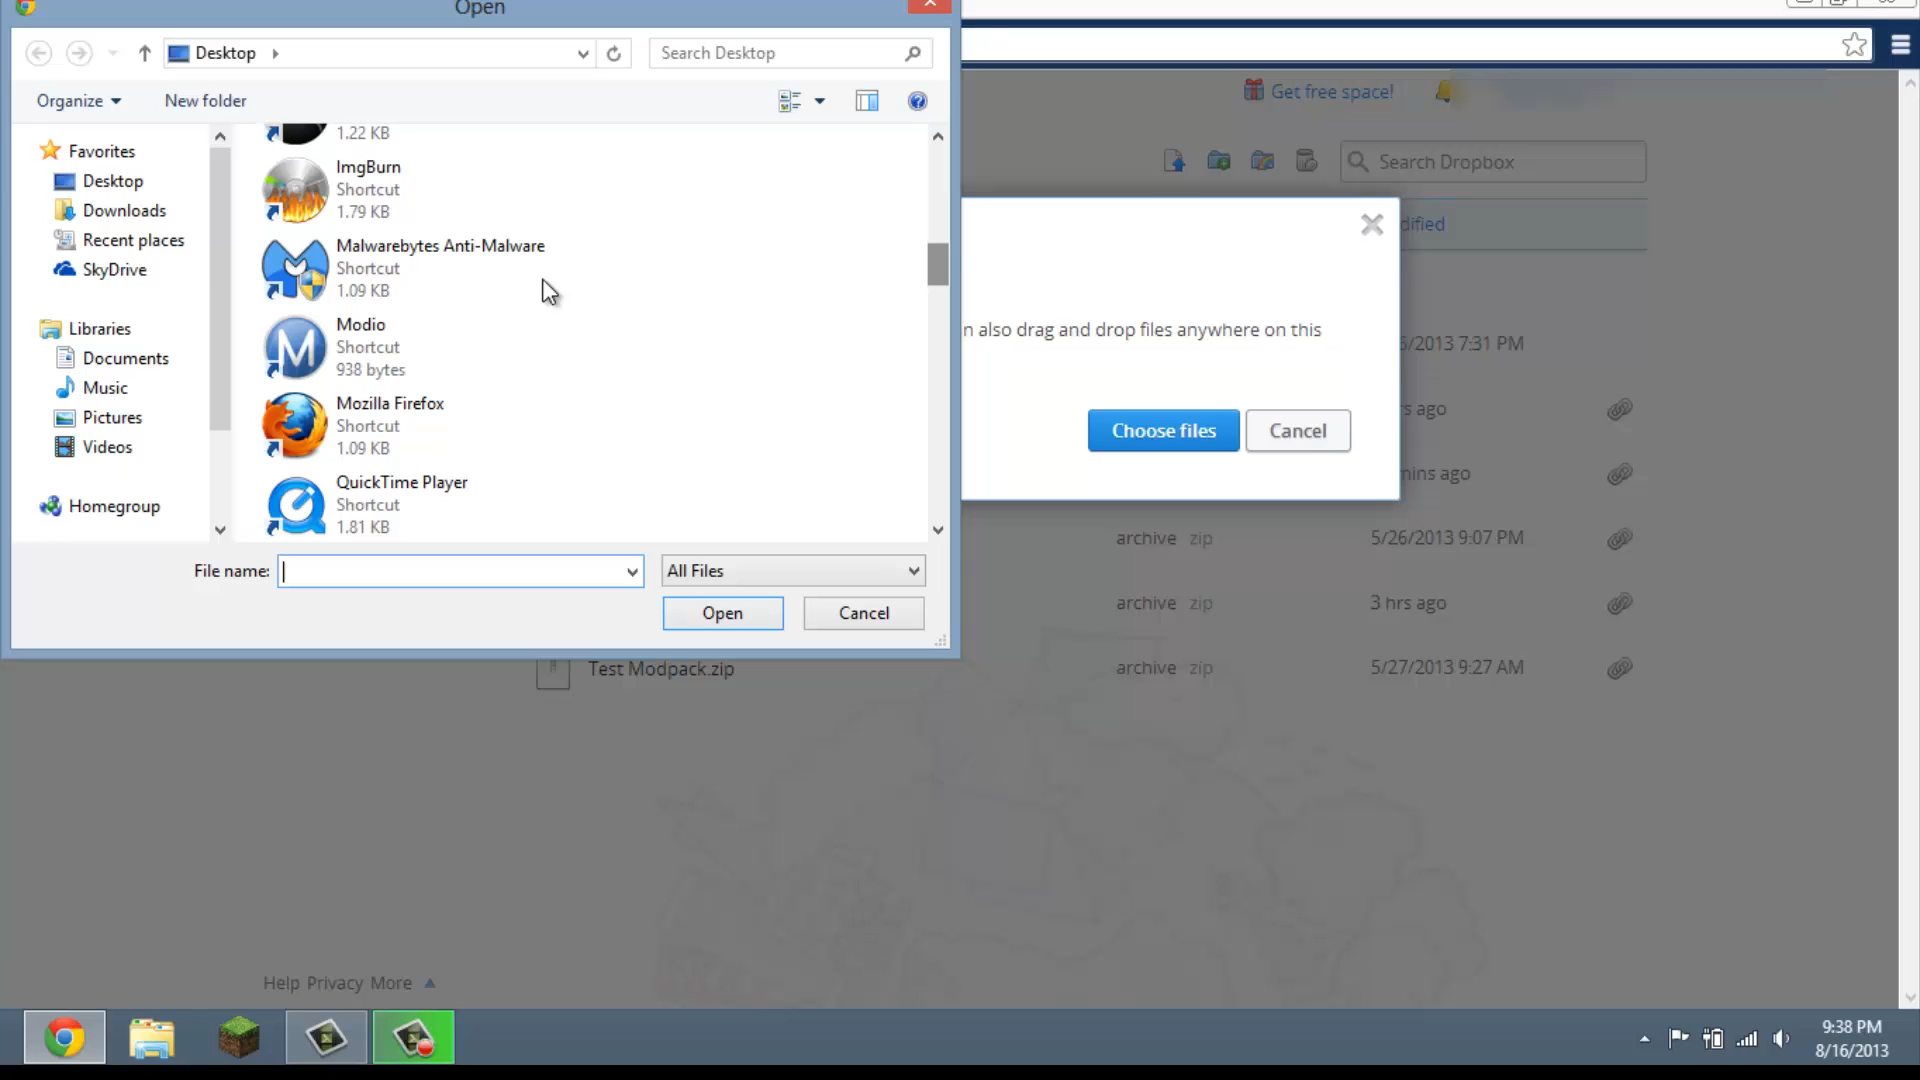 Open
Desktop
Search Desktop
Organize
New folder
Get free space!
Search Dropbox
Favorites
Desktop
Downloads
Recent places
SkyDrive
Libraries
Documents
Music
Pictures
Videos
Homegroup
1.22 KB
ImgBurn
Shortcut
1.79 KB
Malwarebytes Anti-Malware
Shortcut
1.09 KB
Modio
Shortcut
938 bytes
Mozilla Firefox
Shortcut
1.09 KB
QuickTime Player
Shortcut
1.81 KB
File name:
All Files
Open
Cancel
also drag and drop files anywhere on this
Choose files
Cancel
/2013 7:31 PM
ago
mins ago
archive zip 5/26/2013 9:07 PM
archive zip 3 hrs ago
Test Modpack.zip archive zip 5/27/2013 9:27 AM
Help Privacy More
9:38 PM
8/16/2013